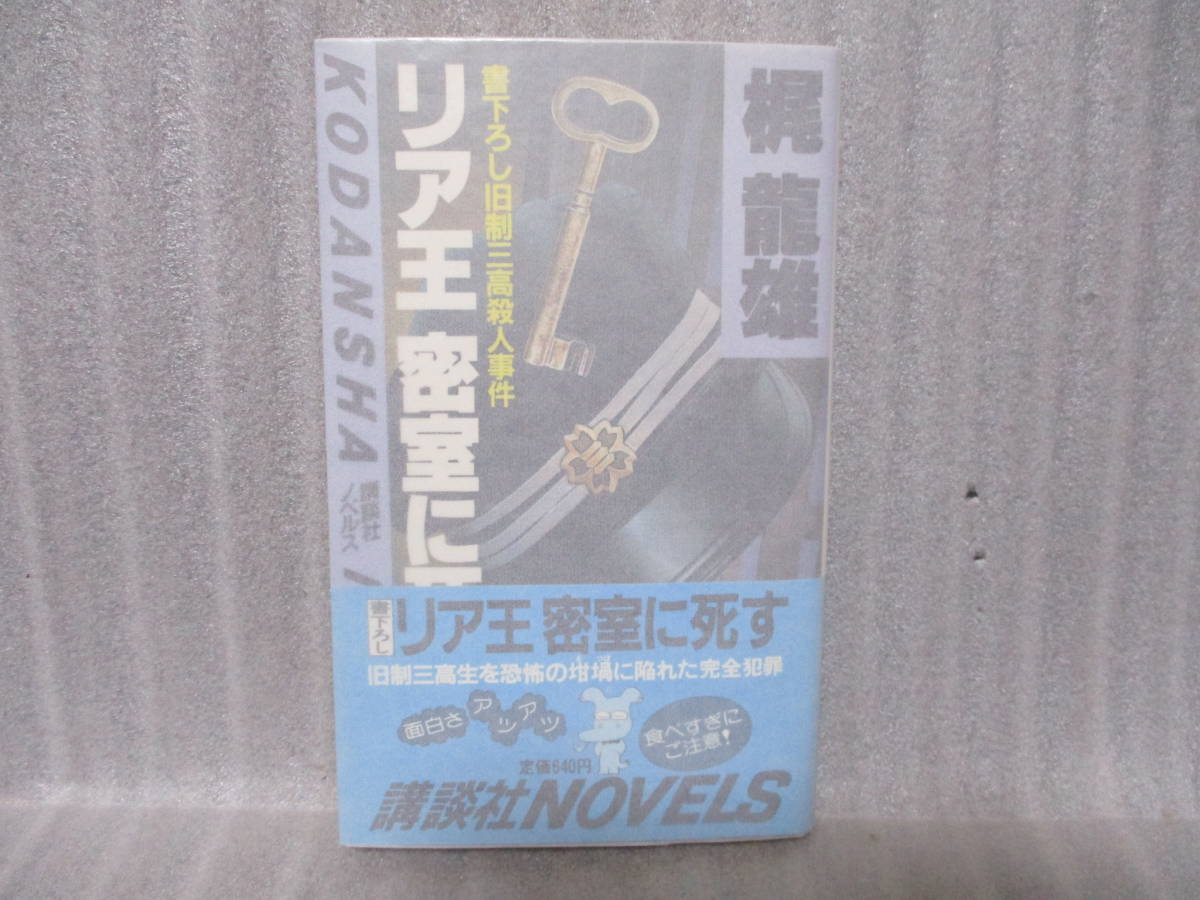 梶 龍雄
書下ろし旧制三高殺人事件
リア王 密室に死
KODANSHA N
講談社
ノベルス
書下ろし
リア王 密室に死す
旧制三高生を恐怖の坩堝に陥れた完全犯罪
面白さ
アツアツ
食べすぎに
ご注意!
定価640円
講談社NOVELS